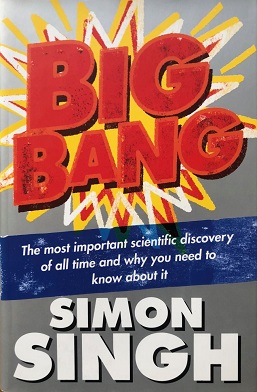 BIG
BANG
The most important scientific discovery
of all time and why you need to
know about it
SIMON
SINGH